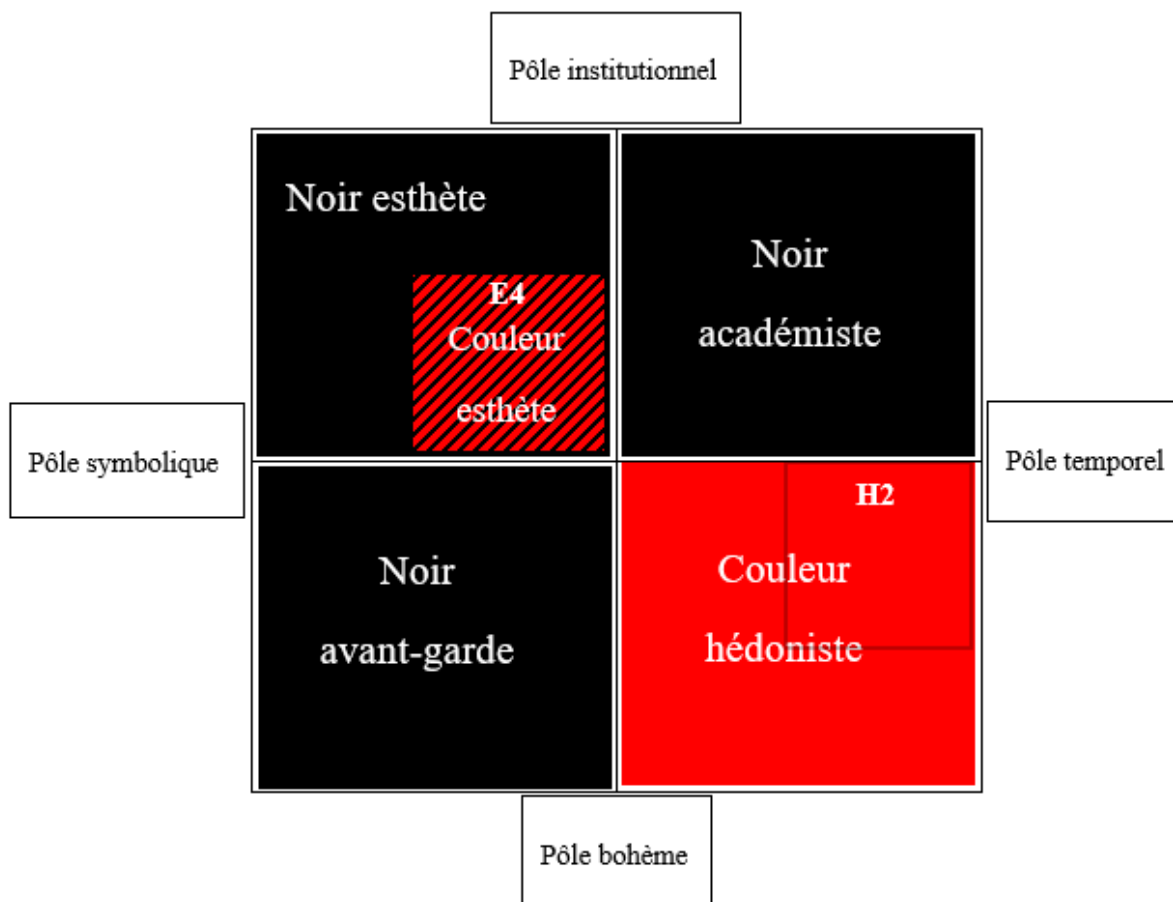 Pôle institutionnel
Noir esthète
E4
Couleur
esthète
Noir
académiste
Pôle symbolique
Pôle temporel
Noir
avant-garde
H2
Couleur
hédoniste
Pôle bohème